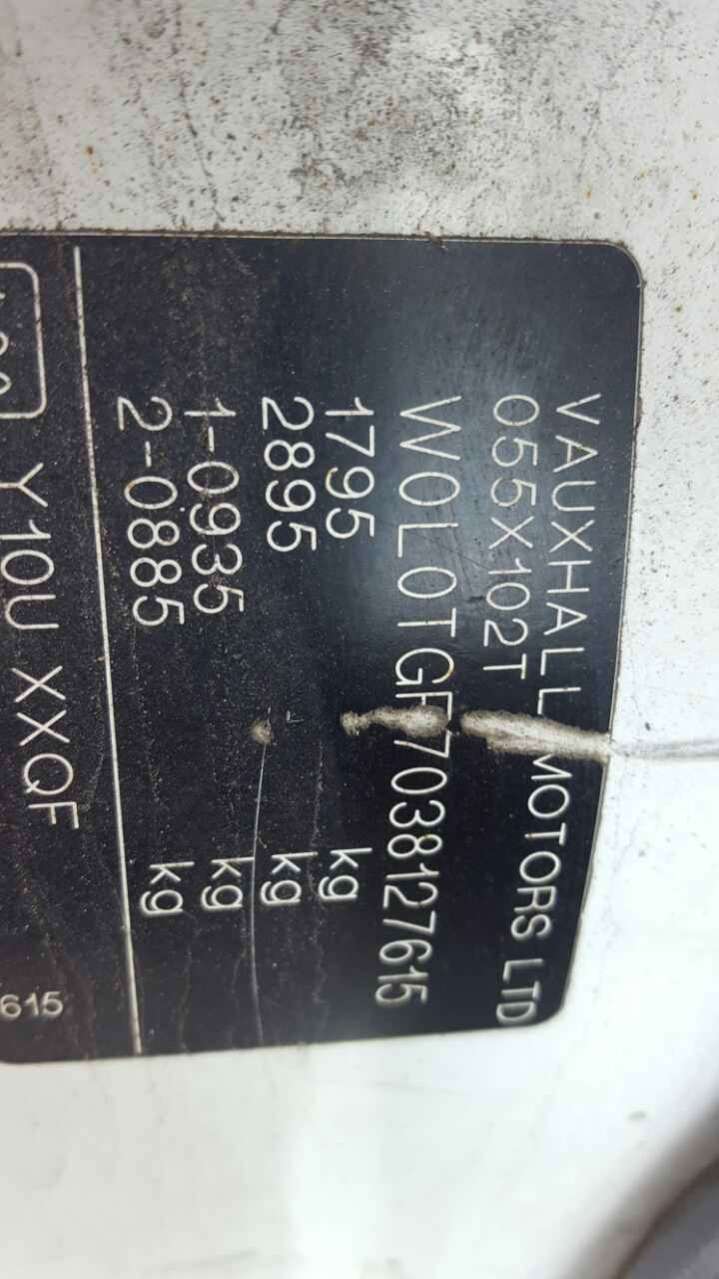 VAUXHALL MOTORS LTD
055X102T
W0L0TGF7038127615
1795 kg
2895 kg
1-0935 kg
2-0885 kg
Y10U XXQF
615